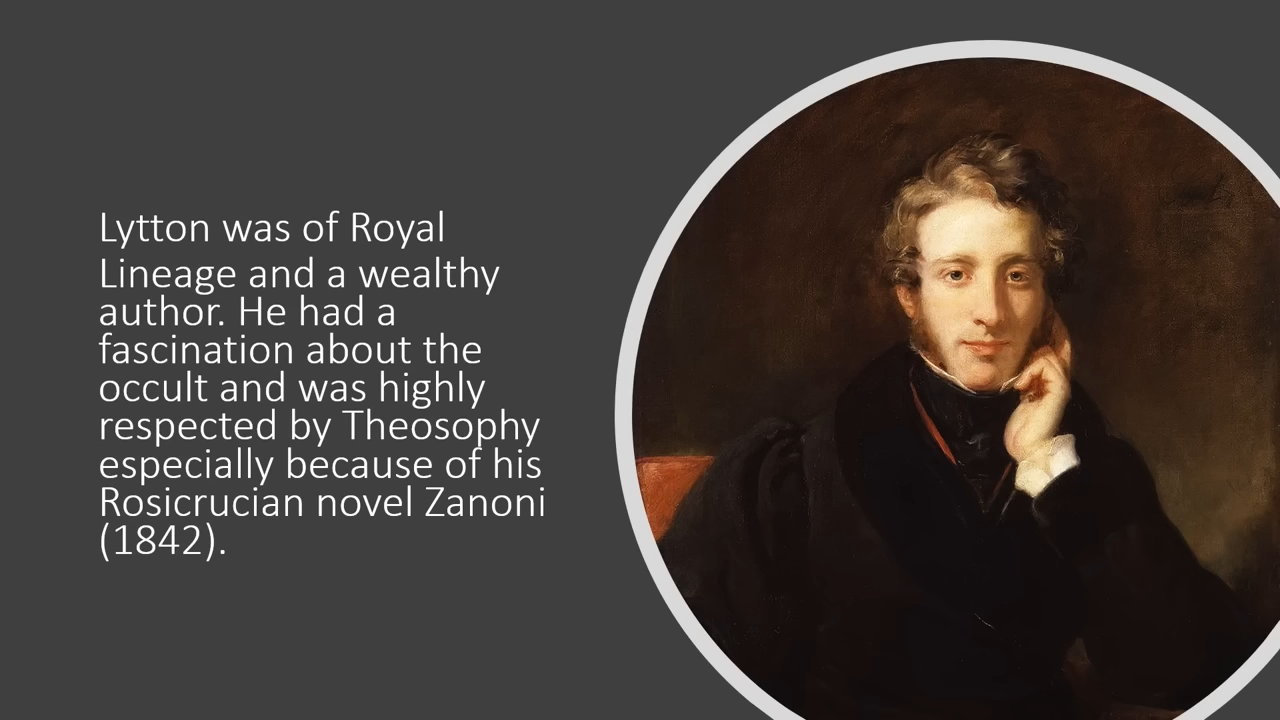 Lytton was of Royal
Lineage and a wealthy
author. He had a
fascination about the
occult and was highly
respected by Theosophy
especially because of his
Rosicrucian novel Zanoni
(1842).